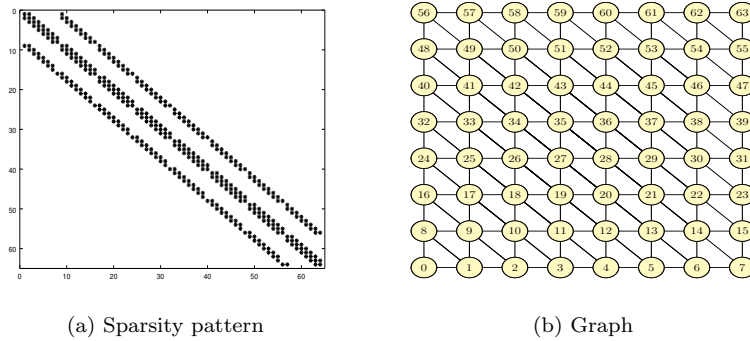 0
10
20
30
40
50
60
0 10 20 30 40 50 60
(a) Sparsity pattern
56 57 58 59 60 61 62 63
48 49 50 51 52 53 54 55
40 41 42 43 44 45 46 47
32 33 34 35 36 37 38 39
24 25 26 27 28 29 30 31
16 17 18 19 20 21 22 23
8 9 10 11 12 13 14 15
0 1 2 3 4 5 6 7
(b) Graph